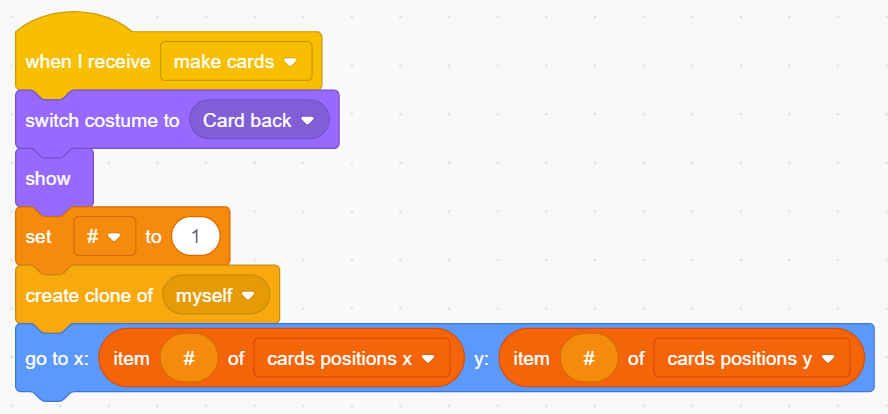 when I receive make cards
switch costume to Card back
show
set # to 1
create clone of myself
go to x: item # of cards positions x y: item # of cards positions y